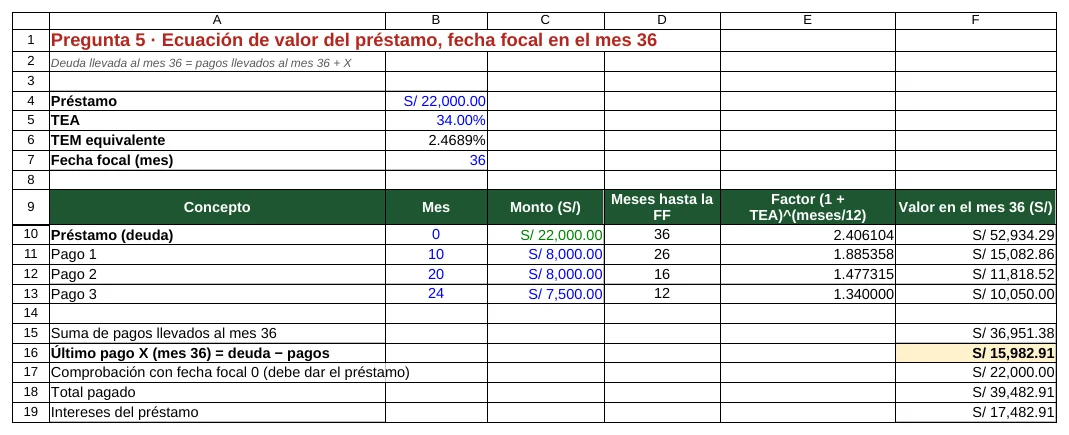 A B C D E F
1 Pregunta 5 · Ecuación de valor del préstamo, fecha focal en el mes 36
2 Deuda llevada al mes 36 = pagos llevados al mes 36 + X
3
4 Préstamo S/ 22,000.00
5 TEA 34.00%
6 TEM equivalente 2.4689%
7 Fecha focal (mes) 36
8
9 Concepto Mes Monto (S/) Meses hasta la FF Factor (1 + TEA)^(meses/12) Valor en el mes 36 (S/)
10 Préstamo (deuda) 0 S/ 22,000.00 36 2.406104 S/ 52,934.29
11 Pago 1 10 S/ 8,000.00 26 1.885358 S/ 15,082.86
12 Pago 2 20 S/ 8,000.00 16 1.477315 S/ 11,818.52
13 Pago 3 24 S/ 7,500.00 12 1.340000 S/ 10,050.00
14
15 Suma de pagos llevados al mes 36 S/ 36,951.38
16 Último pago X (mes 36) = deuda − pagos S/ 15,982.91
17 Comprobación con fecha focal 0 (debe dar el préstamo) S/ 22,000.00
18 Total pagado S/ 39,482.91
19 Intereses del préstamo S/ 17,482.91